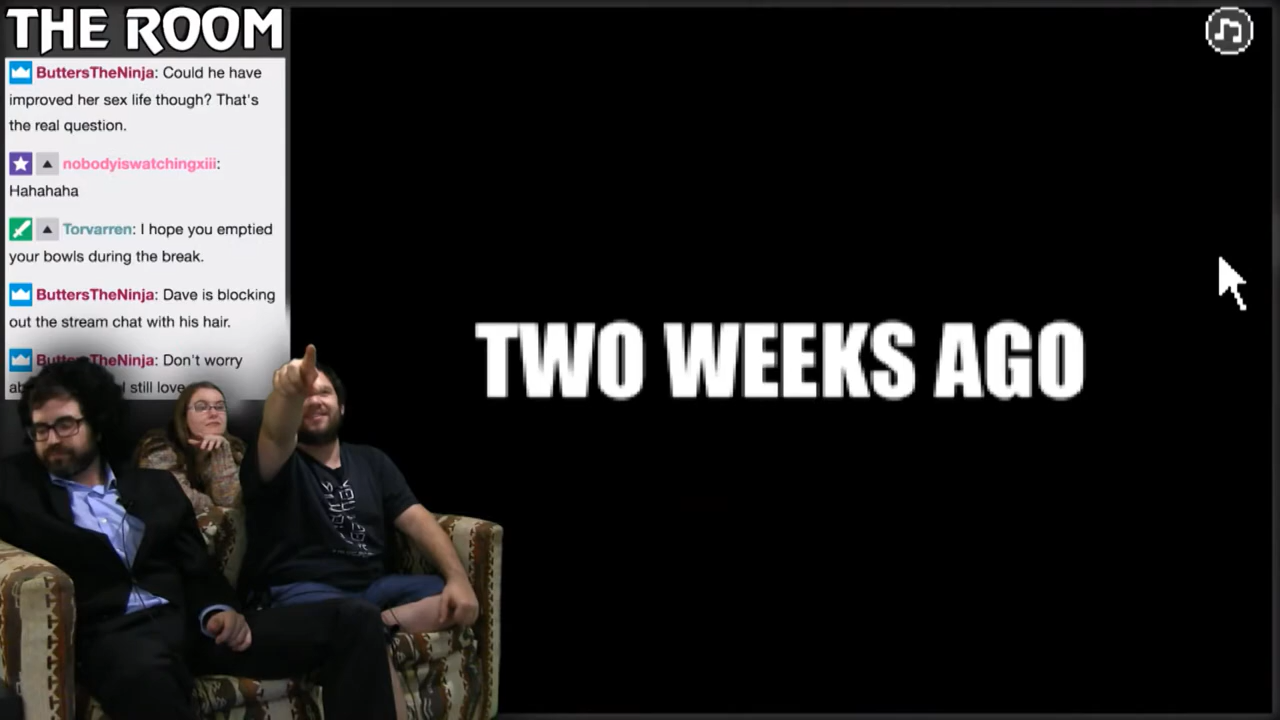 THE ROOM
ButtersTheNinja: Could he have
improved her sex life though? That's
the real question.
nobodyiswatchingxiii:
Hahahaha
Torvarren: I hope you emptied
your bowls during the break.
ButtersTheNinja: Dave is blocking
out the stream chat with his hair.
ButtersTheNinja: Don't worry
still love
TWO WEEKS AGO